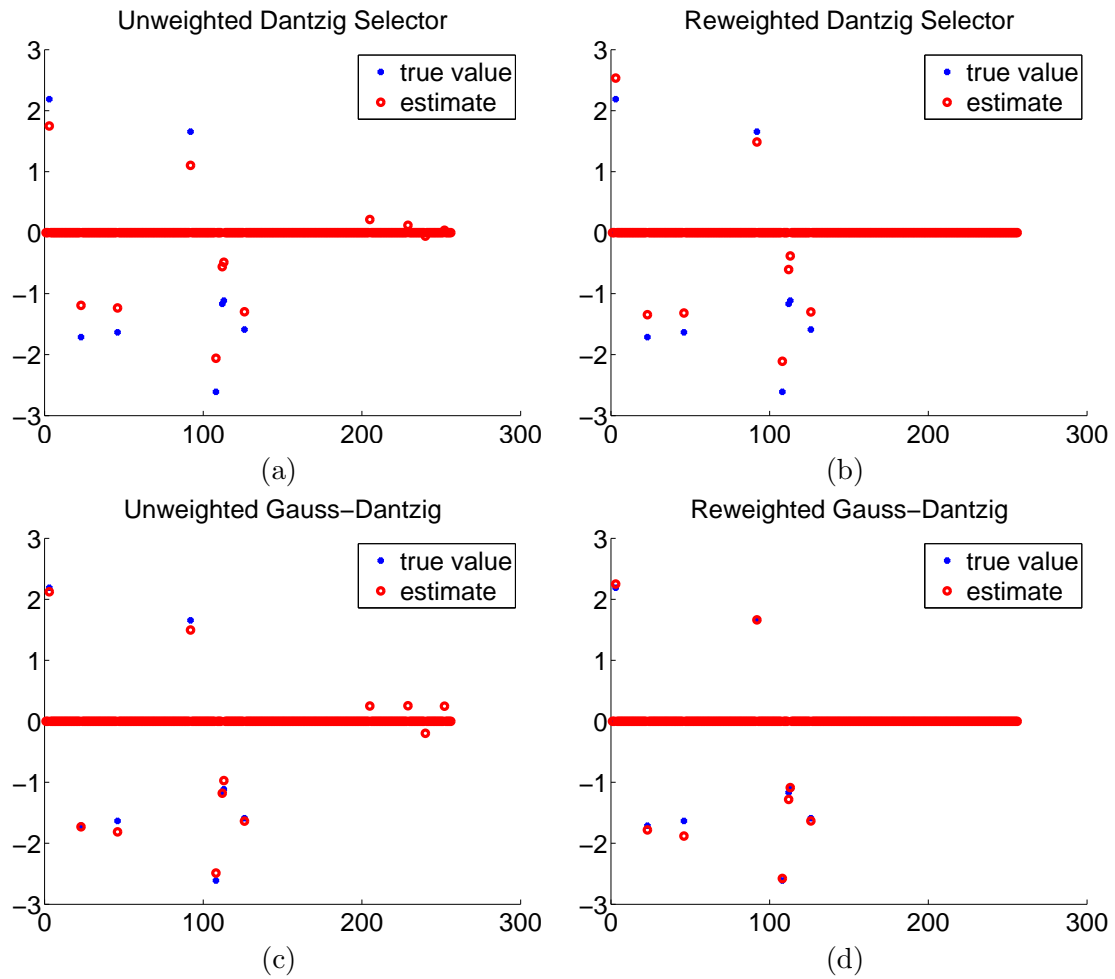 Unweighted Dantzig Selector
3
2
1
0
−1
−2
−3
0 100 200 300
true value
estimate
(a)
Reweighted Dantzig Selector
3
2
1
0
−1
−2
−3
0 100 200 300
true value
estimate
(b)
Unweighted Gauss−Dantzig
3
2
1
0
−1
−2
−3
0 100 200 300
true value
estimate
(c)
Reweighted Gauss−Dantzig
3
2
1
0
−1
−2
−3
0 100 200 300
true value
estimate
(d)